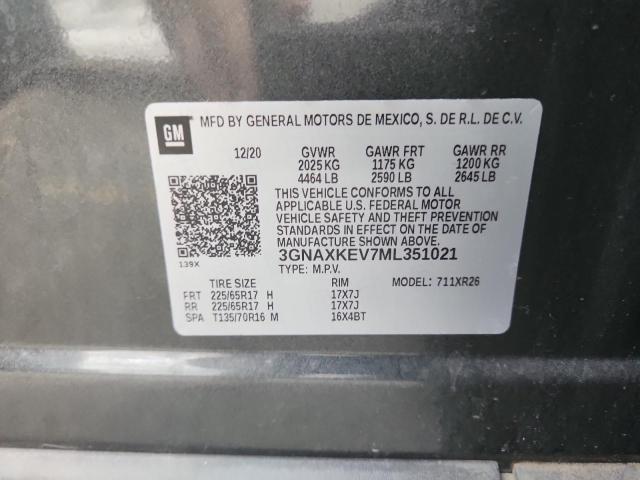 GM MFD BY GENERAL MOTORS DE MEXICO, S. DE R.L. DE C.V.
12/20 GVWR GAWR FRT GAWR RR
2025 KG 1175 KG 1200 KG
4464 LB 2590 LB 2645 LB
THIS VEHICLE CONFORMS TO ALL
APPLICABLE U.S. FEDERAL MOTOR
VEHICLE SAFETY AND THEFT PREVENTION
STANDARDS IN EFFECT ON THE DATE OF
MANUFACTURE SHOWN ABOVE.
139X 3GNAXKEV7ML351021
TYPE: M.P.V. MODEL: 711XR26
TIRE SIZE RIM
FRT 225/65R17 H 17X7J
RR 225/65R17 H 17X7J
SPA T135/70R16 M 16X4BT